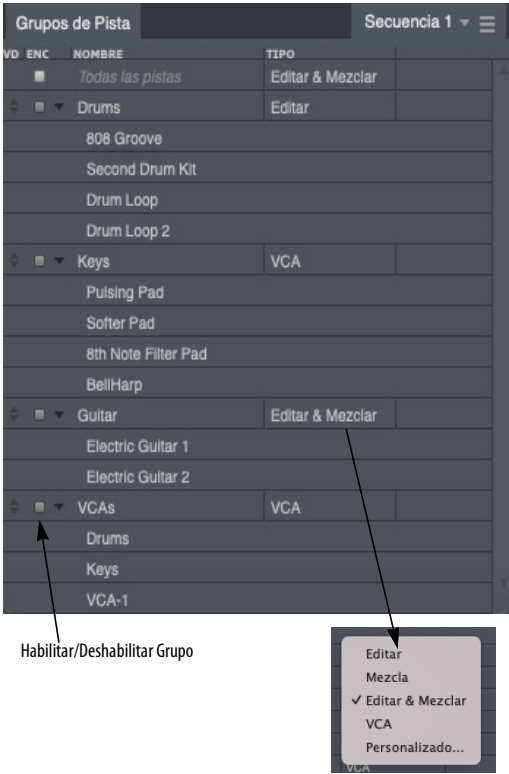 Grupos de Pista Secuencia 1
VD ENC NOMBRE TIPO
Todas las pistas Editar & Mezclar
Drums Editar
808 Groove
Second Drum Kit
Drum Loop
Drum Loop 2
Keys VCA
Pulsing Pad
Softer Pad
8th Note Filter Pad
BellHarp
Guitar Editar & Mezclar
Electric Guitar 1
Electric Guitar 2
VCAs VCA
Drums
Keys
VCA-1
Habilitar/Deshabilitar Grupo
Editar
Mezcla
✓ Editar & Mezclar
VCA
Personalizado...
VCA